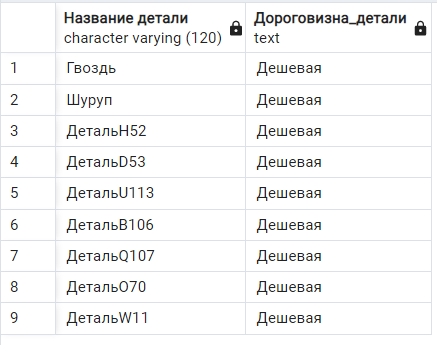 Название детали Дороговизна_детали
character varying (120) text
1 Гвоздь Дешевая
2 Шуруп Дешевая
3 ДетальH52 Дешевая
4 ДетальD53 Дешевая
5 ДетальU113 Дешевая
6 ДетальB106 Дешевая
7 ДетальQ107 Дешевая
8 ДетальO70 Дешевая
9 ДетальW11 Дешевая